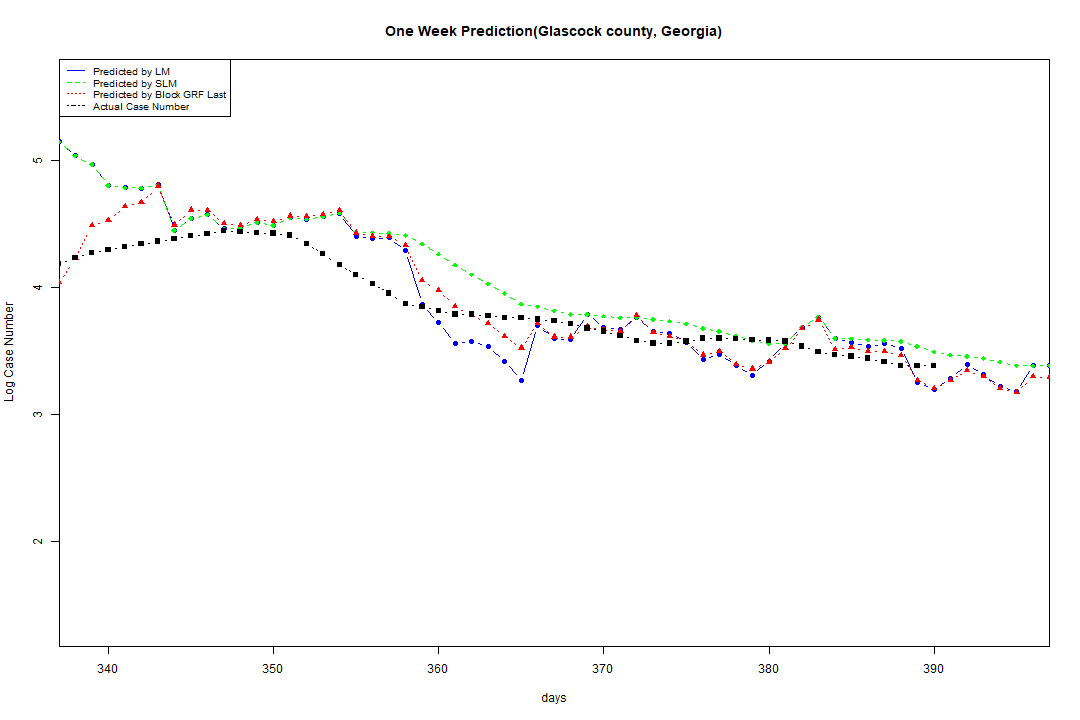 One Week Prediction(Glascock county, Georgia)
Predicted by LM
Predicted by SLM
Predicted by Block GRF Last
Actual Case Number
5
4
3
2
Log Case Number
340 350 360 370 380 390
days